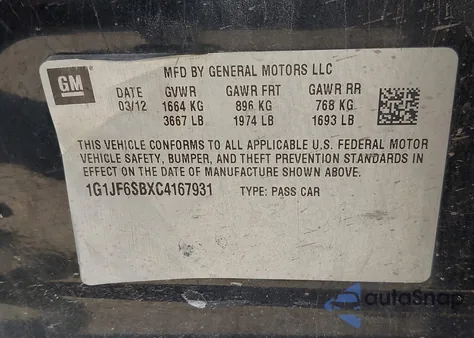 GM
MFD BY GENERAL MOTORS LLC
DATE GVWR GAWR FRT GAWR RR
03/12 1664 KG 896 KG 768 KG
3667 LB 1974 LB 1693 LB
THIS VEHICLE CONFORMS TO ALL APPLICABLE U.S. FEDERAL MOTOR
VEHICLE SAFETY, BUMPER, AND THEFT PREVENTION STANDARDS IN
EFFECT ON THE DATE OF MANUFACTURE SHOWN ABOVE.
1G1JF6SBXC4167931 TYPE: PASS CAR
autoSnap